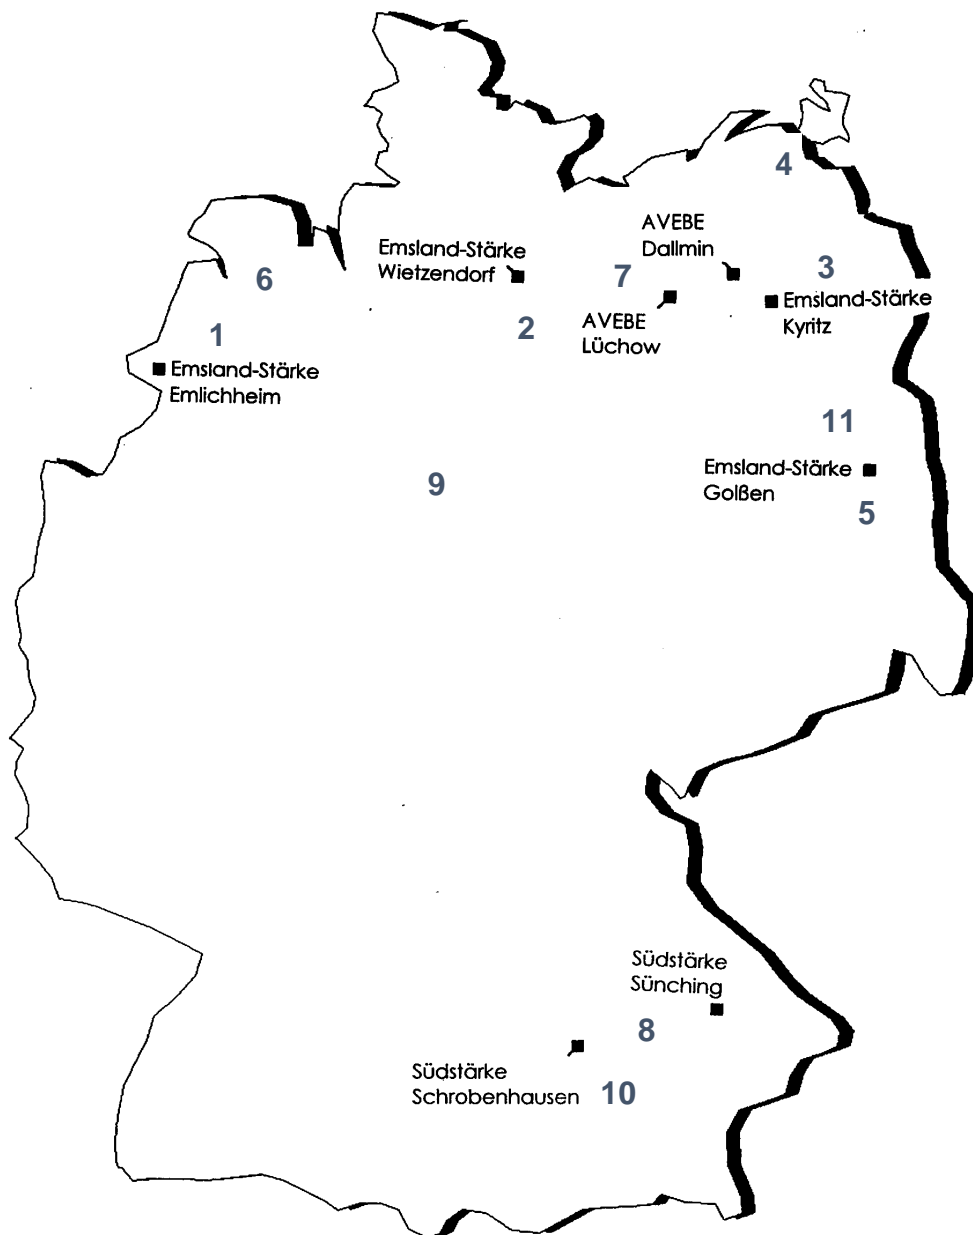 4
AVEBE
Dallmin
Emsland-Stärke
Wietzendorf
6
7
3
Emsland-Stärke
Kyritz
AVEBE
Lüchow
2
1
Emsland-Stärke
Emlichheim
11
Emsland-Stärke
Golßen
9
5
Südstärke
Sünching
8
Südstärke
Schrobenhausen
10